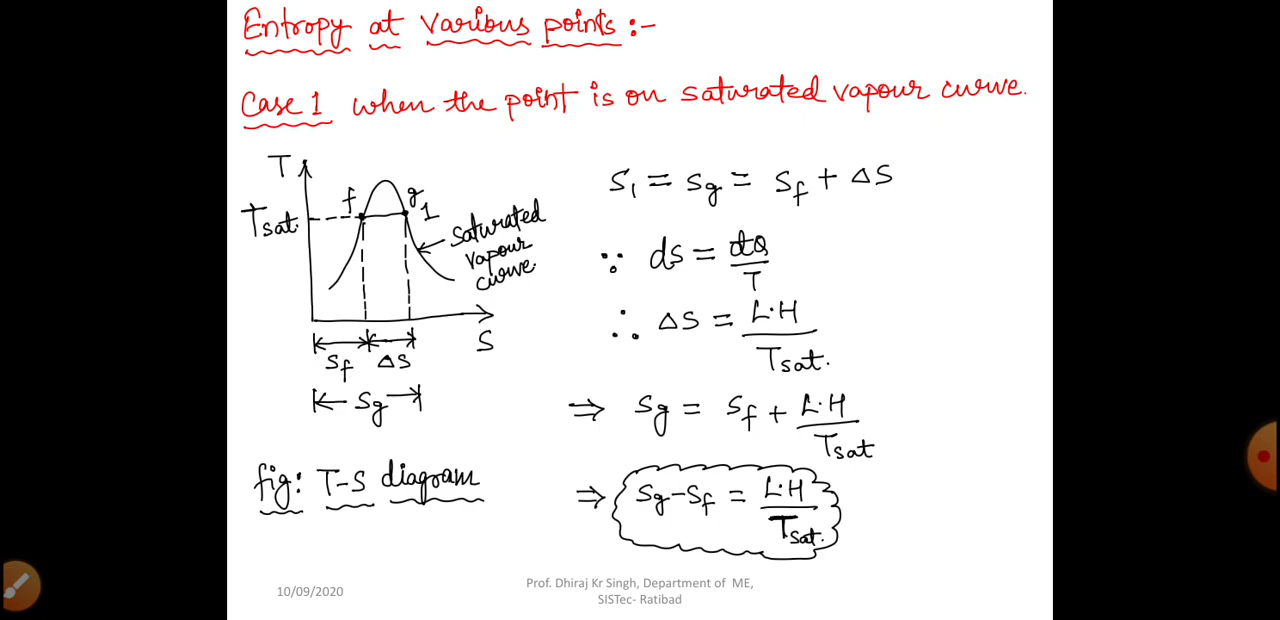 Entropy at Various points :-
Case 1 when the point is on saturated vapour curve.
T
Tsat.
f
g
1
saturated
vapour
curve.
S
Sf
ΔS
Sg
fig: T-S diagram
S1 = Sg = Sf + ΔS
∵ ds = dQ/T
∴ ΔS = L.H/Tsat.
⇒ Sg = Sf + L.H/Tsat
⇒ Sg-Sf = L.H/Tsat.
10/09/2020
Prof. Dhiraj Kr Singh, Department of ME,
SISTec- Ratibad